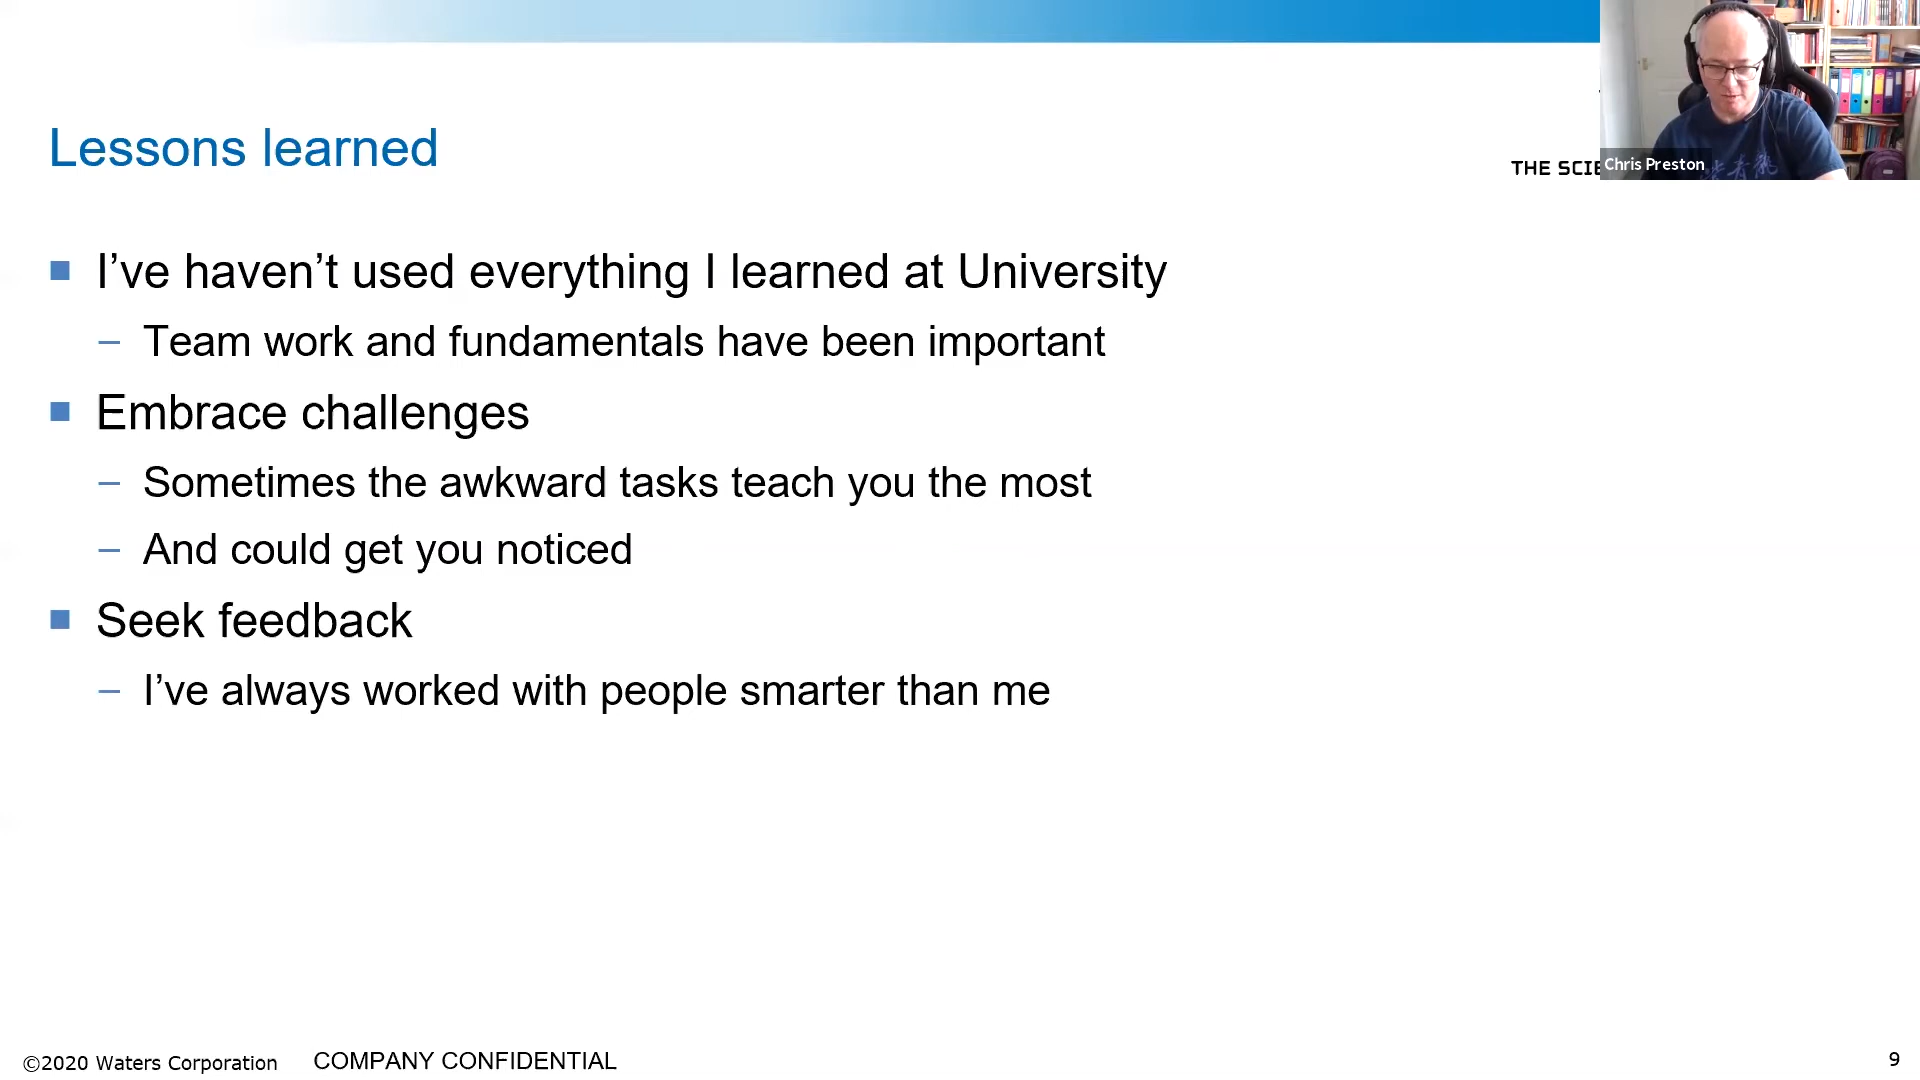 Lessons learned
THE SCIE
Chris Preston
I’ve haven’t used everything I learned at University
– Team work and fundamentals have been important
Embrace challenges
– Sometimes the awkward tasks teach you the most
– And could get you noticed
Seek feedback
– I’ve always worked with people smarter than me
©2020 Waters Corporation COMPANY CONFIDENTIAL 9